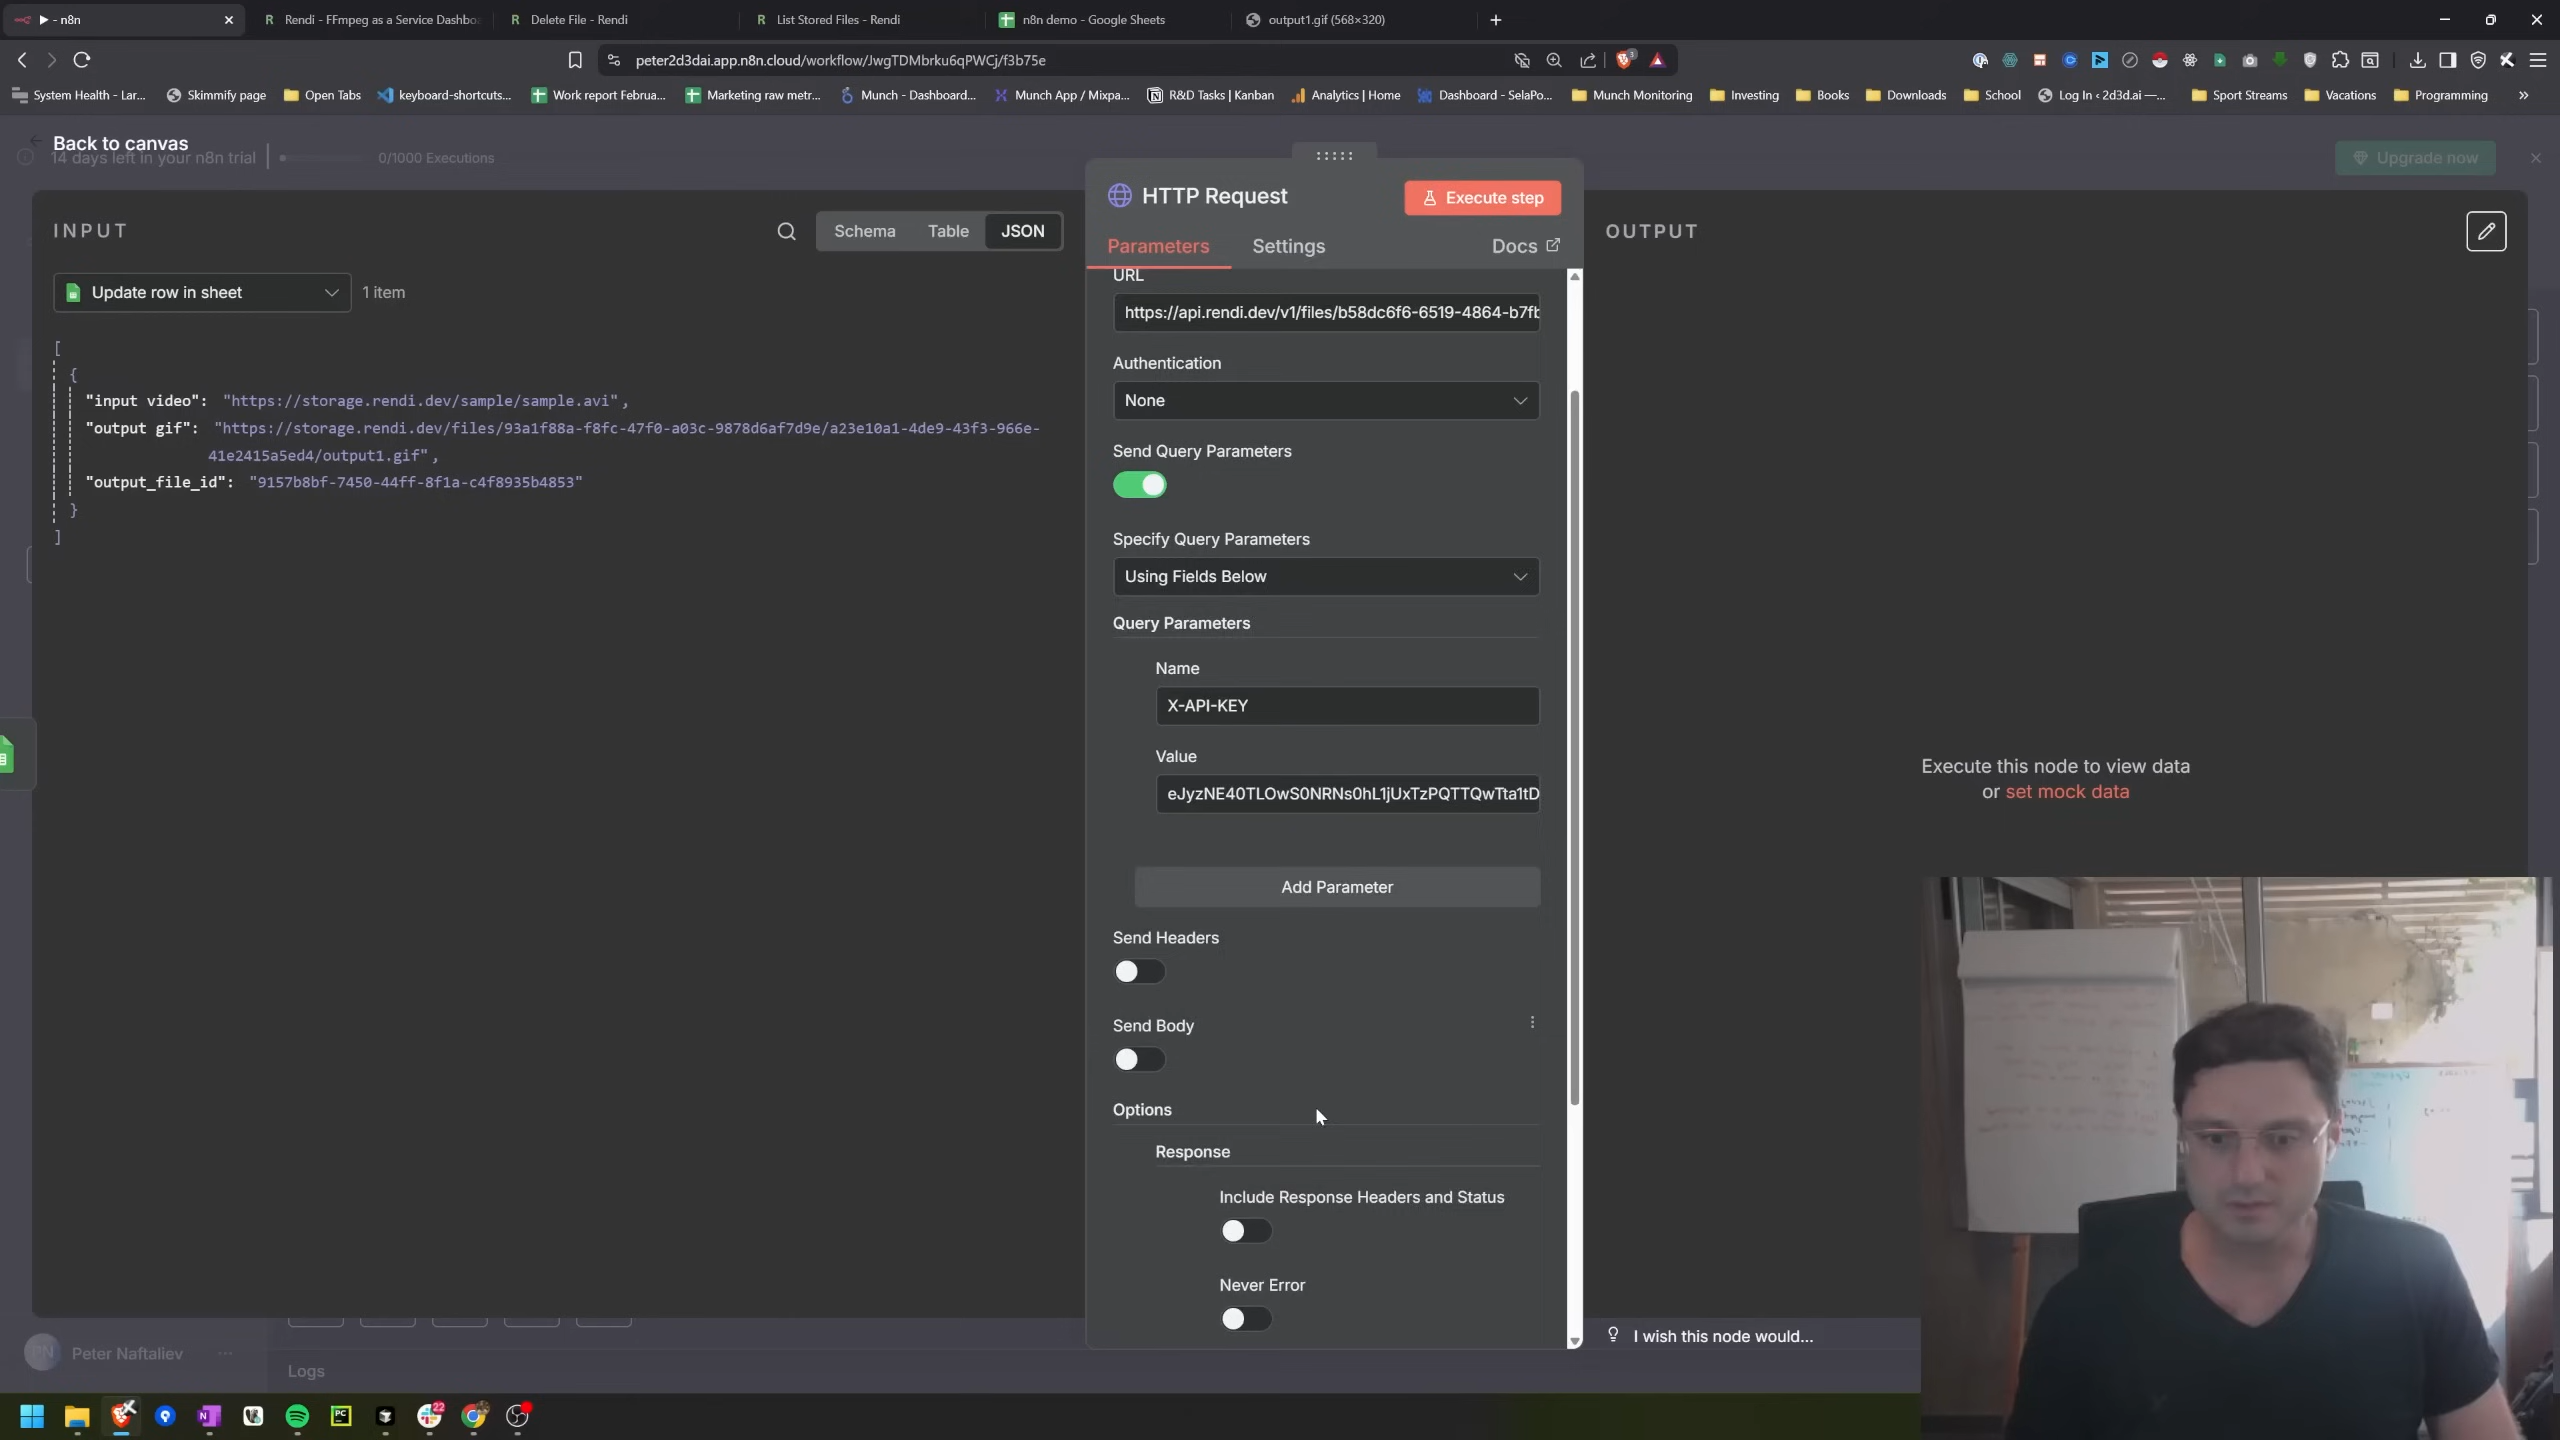 ▶ - n8n
Rendi - FFmpeg as a Service Dashbo
Delete File - Rendi
List Stored Files - Rendi
n8n demo - Google Sheets
output1.gif (568×320)
peter2d3dai.app.n8n.cloud/workflow/JwgTDMbrku6qPWCj/f3b75e
System Health - Lar...
Skimmify page
Open Tabs
keyboard-shortcuts...
Work report Februa...
Marketing raw metr...
Munch - Dashboard...
Munch App / Mixpa...
R&D Tasks | Kanban
Analytics | Home
Dashboard - SelaPo...
Munch Monitoring
Investing
Books
Downloads
School
Log In ‹ 2d3d.ai —...
Sport Streams
Vacations
Programming
Back to canvas
14 days left in your n8n trial
0/1000 Executions
Upgrade now
INPUT
Schema
Table
JSON
Update row in sheet
1 item
[
{
"input video": "https://storage.rendi.dev/sample/sample.avi",
"output gif": "https://storage.rendi.dev/files/93a1f88a-f8fc-47f0-a03c-9878d6af7d9e/a23e10a1-4de9-43f3-966e-
41e2415a5ed4/output1.gif",
"output_file_id": "9157b8bf-7450-44ff-8f1a-c4f8935b4853"
}
]
HTTP Request
Execute step
Parameters
Settings
Docs
URL
https://api.rendi.dev/v1/files/b58dc6f6-6519-4864-b7fb
Authentication
None
Send Query Parameters
Specify Query Parameters
Using Fields Below
Query Parameters
Name
X-API-KEY
Value
eJyzNE40TLOwS0NRNs0hL1jUxTzPQTTQwTta1tD
Add Parameter
Send Headers
Send Body
Options
Response
Include Response Headers and Status
Never Error
OUTPUT
Execute this node to view data
or set mock data
I wish this node would...
PN
Peter Naftaliev
Logs
22